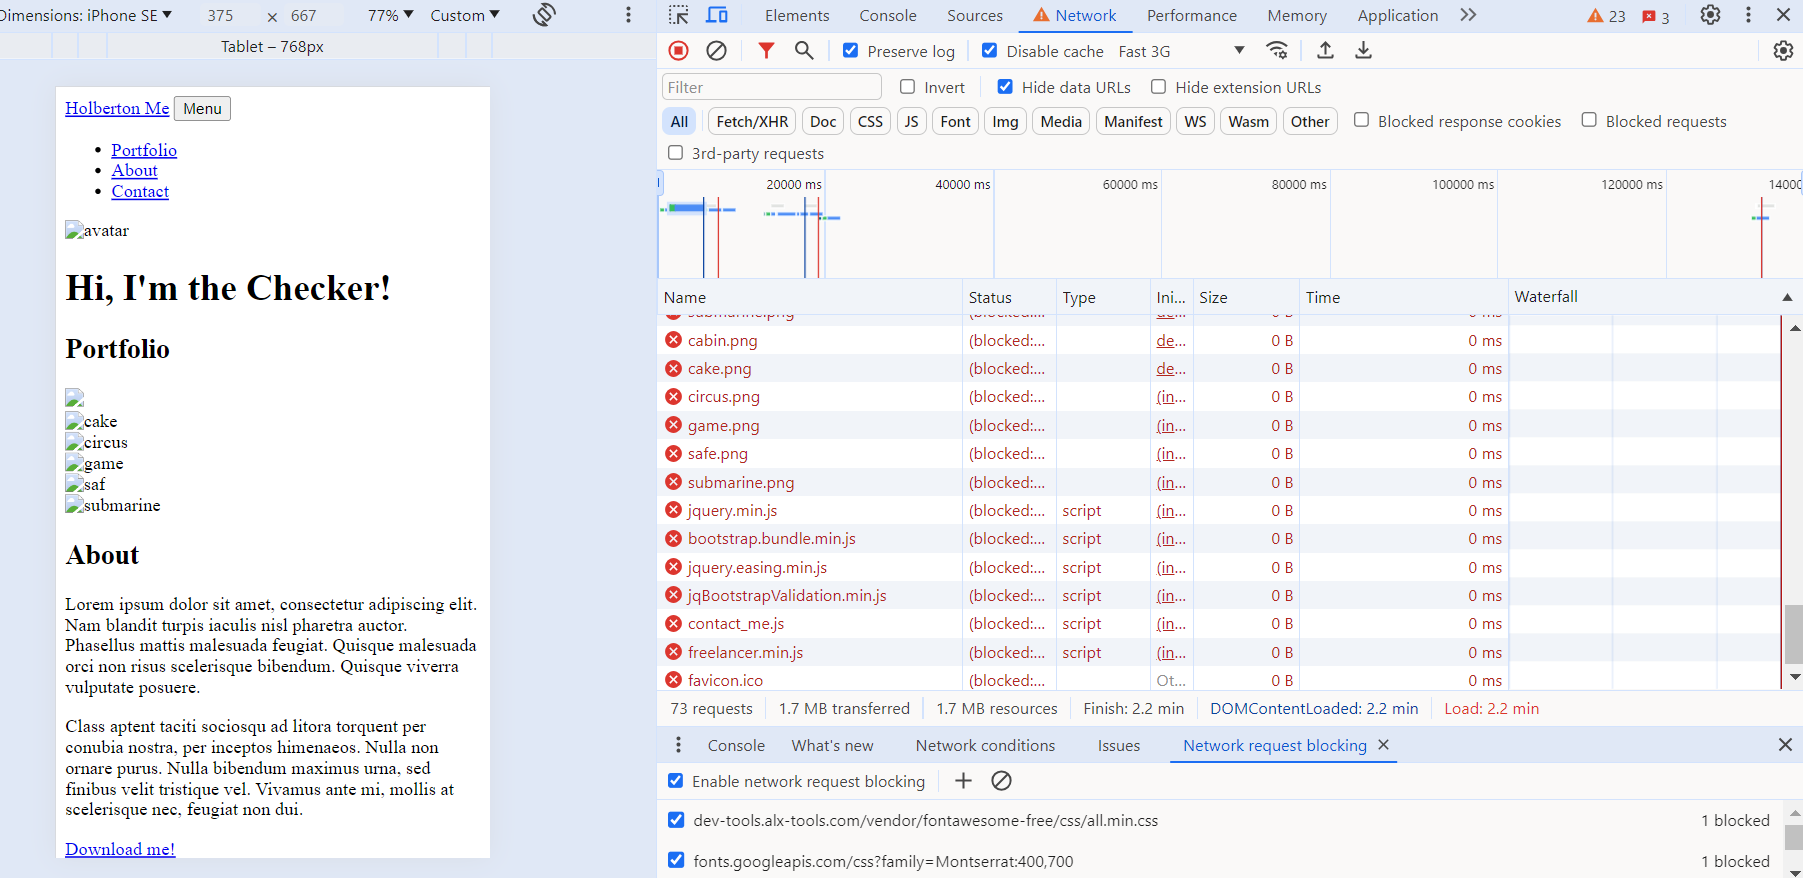 Dimensions: iPhone SE 375 × 667 77% Custom
Tablet – 768px
Holberton Me Menu
Portfolio
About
Contact
avatar
Hi, I'm the Checker!
Portfolio
cake
circus
game
saf
submarine
About
Lorem ipsum dolor sit amet, consectetur adipiscing elit.
Nam blandit turpis iaculis nisl pharetra auctor.
Phasellus mattis malesuada feugiat. Quisque malesuada
orci non risus scelerisque bibendum. Quisque viverra
vulputate posuere.
Class aptent taciti sociosqu ad litora torquent per
conubia nostra, per inceptos himenaeos. Nulla non
ornare purus. Nulla bibendum maximus urna, sed
finibus velit tristique vel. Vivamus ante mi, mollis at
scelerisque nec, feugiat non dui.
Download me!
Elements Console Sources Network Performance Memory Application 23 3
Preserve log Disable cache Fast 3G
Filter Invert Hide data URLs Hide extension URLs
All Fetch/XHR Doc CSS JS Font Img Media Manifest WS Wasm Other Blocked response cookies Blocked requests
3rd-party requests
20000 ms 40000 ms 60000 ms 80000 ms 100000 ms 120000 ms 14000
Name Status Type Ini... Size Time Waterfall
submarine.png (blocked:... de... 0 B 0 ms
cabin.png (blocked:... de... 0 B 0 ms
cake.png (blocked:... de... 0 B 0 ms
circus.png (blocked:... (in... 0 B 0 ms
game.png (blocked:... (in... 0 B 0 ms
safe.png (blocked:... (in... 0 B 0 ms
submarine.png (blocked:... (in... 0 B 0 ms
jquery.min.js (blocked:... script (in... 0 B 0 ms
bootstrap.bundle.min.js (blocked:... script (in... 0 B 0 ms
jquery.easing.min.js (blocked:... script (in... 0 B 0 ms
jqBootstrapValidation.min.js (blocked:... script (in... 0 B 0 ms
contact_me.js (blocked:... script (in... 0 B 0 ms
freelancer.min.js (blocked:... script (in... 0 B 0 ms
favicon.ico (blocked:... Ot... 0 B 0 ms
73 requests 1.7 MB transferred 1.7 MB resources Finish: 2.2 min DOMContentLoaded: 2.2 min Load: 2.2 min
Console What's new Network conditions Issues Network request blocking
Enable network request blocking
dev-tools.alx-tools.com/vendor/fontawesome-free/css/all.min.css 1 blocked
fonts.googleapis.com/css?family=Montserrat:400,700 1 blocked